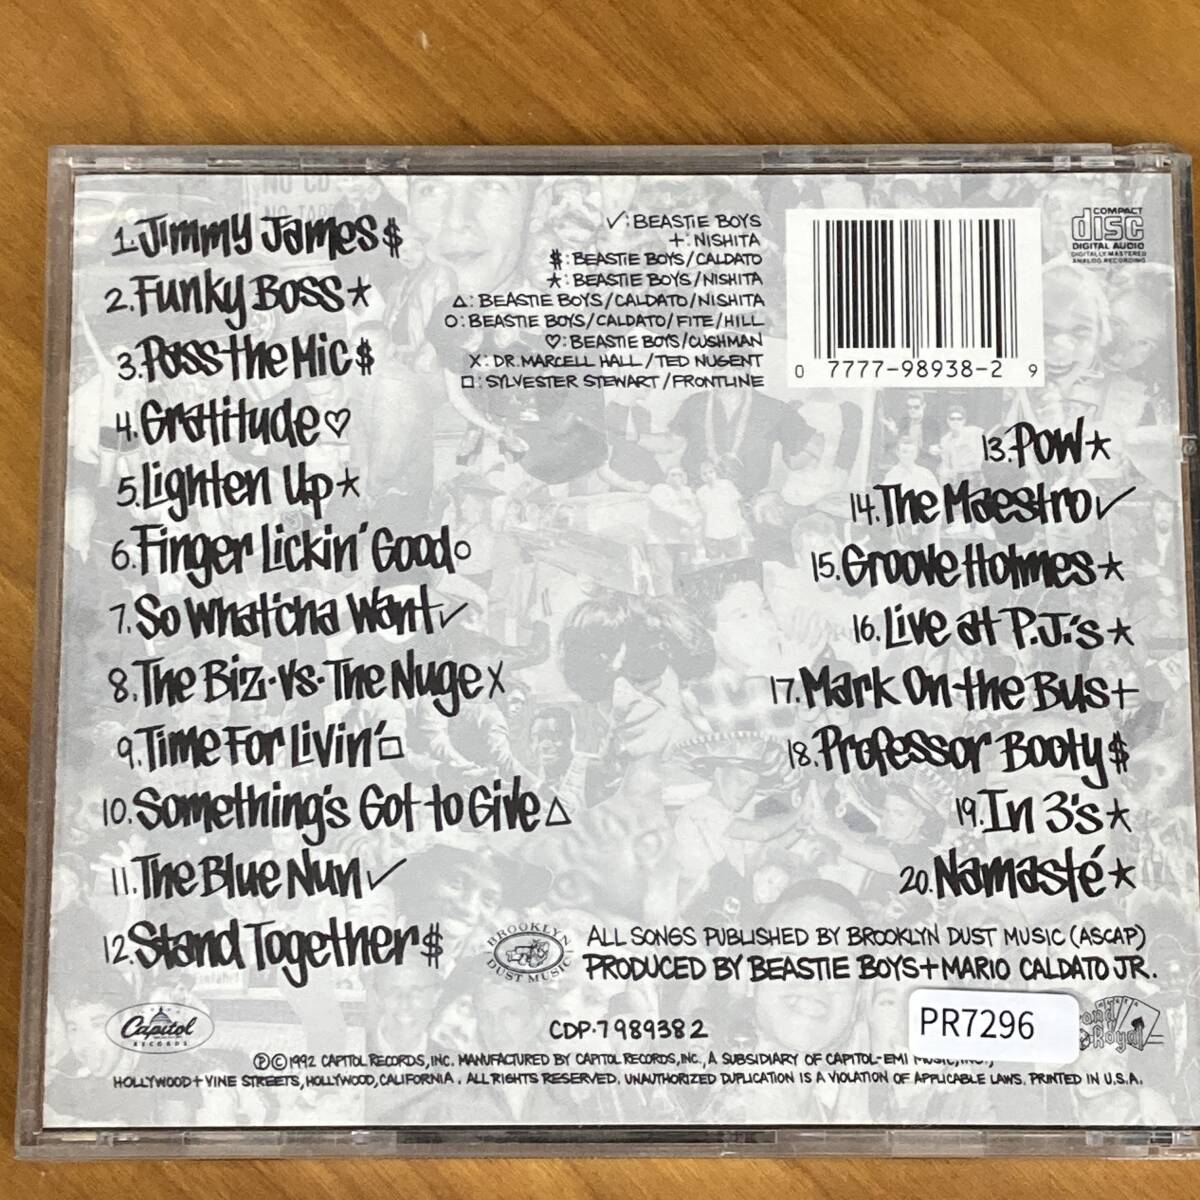 1. Jimmy James $
2. Funky Boss ★
3. Pass the Mic $
4. Gratitude ♡
5. Lighten Up ★
6. Finger Lickin' Good ○
7. So What'cha Want ✓
8. The Biz·vs·The Nuge X
9. Time For Livin' □
10. Something's Got to Give △
11. The Blue Nun ✓
12. Stand Together $
✓: BEASTIE BOYS
+: NISHITA
$: BEASTIE BOYS/CALDATO
★: BEASTIE BOYS/NISHITA
△: BEASTIE BOYS/CALDATO/NISHITA
○: BEASTIE BOYS/CALDATO/FITE/HILL
♡: BEASTIE BOYS/CUSHMAN
X: DR. MARCELL HALL/TED NUGENT
□: SYLVESTER STEWART/FRONTLINE
0 7777-98938-2 9
COMPACT
disc
DIGITAL AUDIO
DIGITALLY MASTERED
ANALOG RECORDING
13. Pow ★
14. The Maestro ✓
15. Groove Holmes ★
16. Live at P.J.'s ★
17. Mark On the Bus +
18. Professor Booty $
19. In 3's ★
20. Namasté ★
BROOKLYN
DUST MUSIC
ALL SONGS PUBLISHED BY BROOKLYN DUST MUSIC (ASCAP)
PRODUCED BY BEASTIE BOYS + MARIO CALDATO JR.
Capitol
RECORDS
CDP·7 98938 2
PR7296
Ⓟ©1992 CAPITOL RECORDS, INC. MANUFACTURED BY CAPITOL RECORDS, INC., A SUBSIDIARY OF CAPITOL-EMI MUSIC, INC.,
HOLLYWOOD + VINE STREETS, HOLLYWOOD, CALIFORNIA. ALL RIGHTS RESERVED. UNAUTHORIZED DUPLICATION IS A VIOLATION OF APPLICABLE LAWS. PRINTED IN U.S.A.